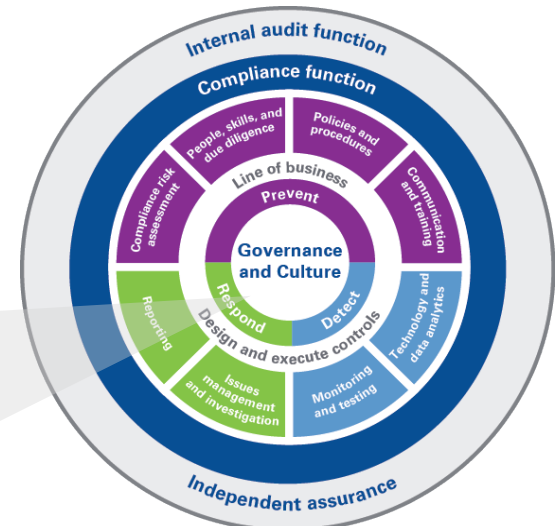 Internal audit function
Compliance function
People, skills, and
due diligence
Policies and
procedures
Compliance risk
assessment
Communication
and training
Line of business
Prevent
Governance
and Culture
Respond
Detect
Design and execute controls
Reporting
Technology and
data analytics
Issues
management
and investigation
Monitoring
and testing
Independent assurance